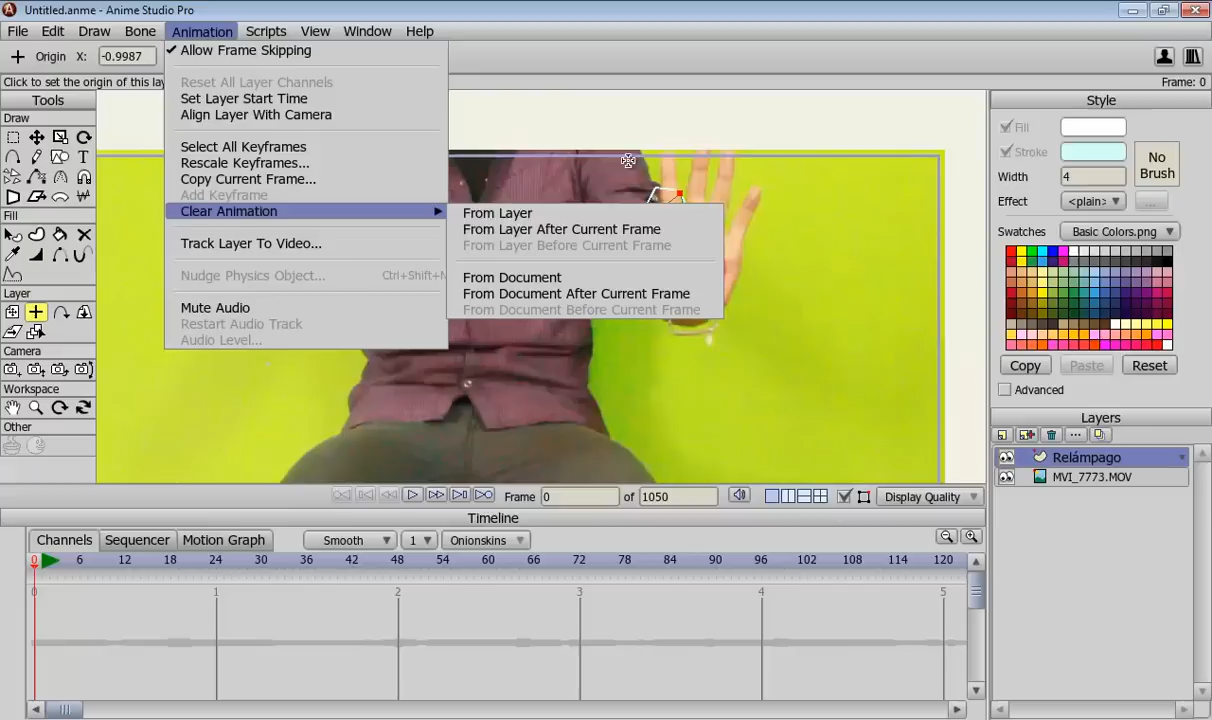 Untitled.anme - Anime Studio Pro
File Edit Draw Bone Animation Scripts View Window Help
Origin X: -0.9987
Click to set the origin of this lay
Frame: 0
Allow Frame Skipping
Reset All Layer Channels
Set Layer Start Time
Align Layer With Camera
Select All Keyframes
Rescale Keyframes...
Copy Current Frame...
Add Keyframe
Clear Animation
Track Layer To Video...
Nudge Physics Object... Ctrl+Shift+N
Mute Audio
Restart Audio Track
Audio Level...
From Layer
From Layer After Current Frame
From Layer Before Current Frame
From Document
From Document After Current Frame
From Document Before Current Frame
Tools
Draw
Fill
Layer
Camera
Workspace
Other
Style
Fill
Stroke
No
Brush
Width 4
Effect <plain>
Swatches Basic Colors.png
Copy Paste Reset
Advanced
Layers
Relámpago
MVI_7773.MOV
Frame 0 of 1050 Display Quality
Timeline
Channels Sequencer Motion Graph Smooth 1 Onionskins
0 6 12 18 24 30 36 42 48 54 60 66 72 78 84 90 96 102 108 114 120
0 1 2 3 4 5